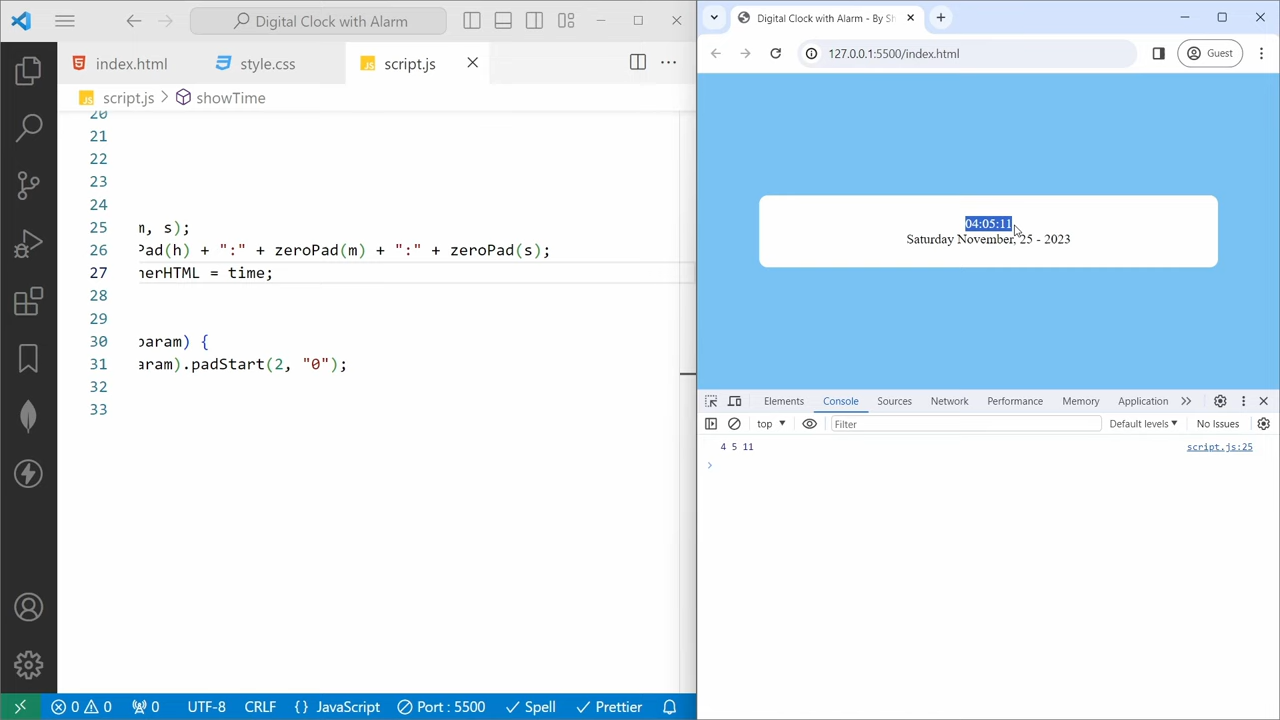 Digital Clock with Alarm
index.html
style.css
script.js
script.js
showTime
20
21
22
23
24
25 m, s);
26 Pad(h) + ":" + zeroPad(m) + ":" + zeroPad(s);
27 nerHTML = time;
28
29
30 param) {
31 aram).padStart(2, "0");
32
33
0 0 0
UTF-8
CRLF
{ } JavaScript
Port : 5500
Spell
Prettier
Digital Clock with Alarm - By Sh
127.0.0.1:5500/index.html
Guest
04:05:11
Saturday November, 25 - 2023
Elements
Console
Sources
Network
Performance
Memory
Application
top
Filter
Default levels
No Issues
4 5 11
script.js:25